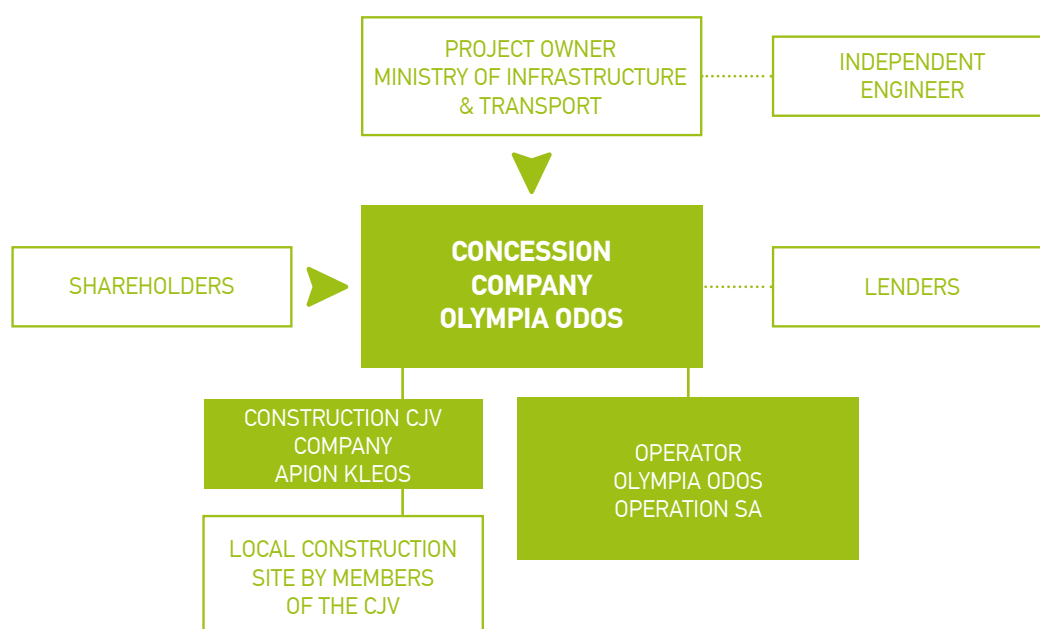 PROJECT OWNER
MINISTRY OF INFRASTRUCTURE
& TRANSPORT
INDEPENDENT
ENGINEER
SHAREHOLDERS
CONCESSION
COMPANY
OLYMPIA ODOS
LENDERS
CONSTRUCTION CJV
COMPANY
APION KLEOS
OPERATOR
OLYMPIA ODOS
OPERATION SA
LOCAL CONSTRUCTION
SITE BY MEMBERS
OF THE CJV